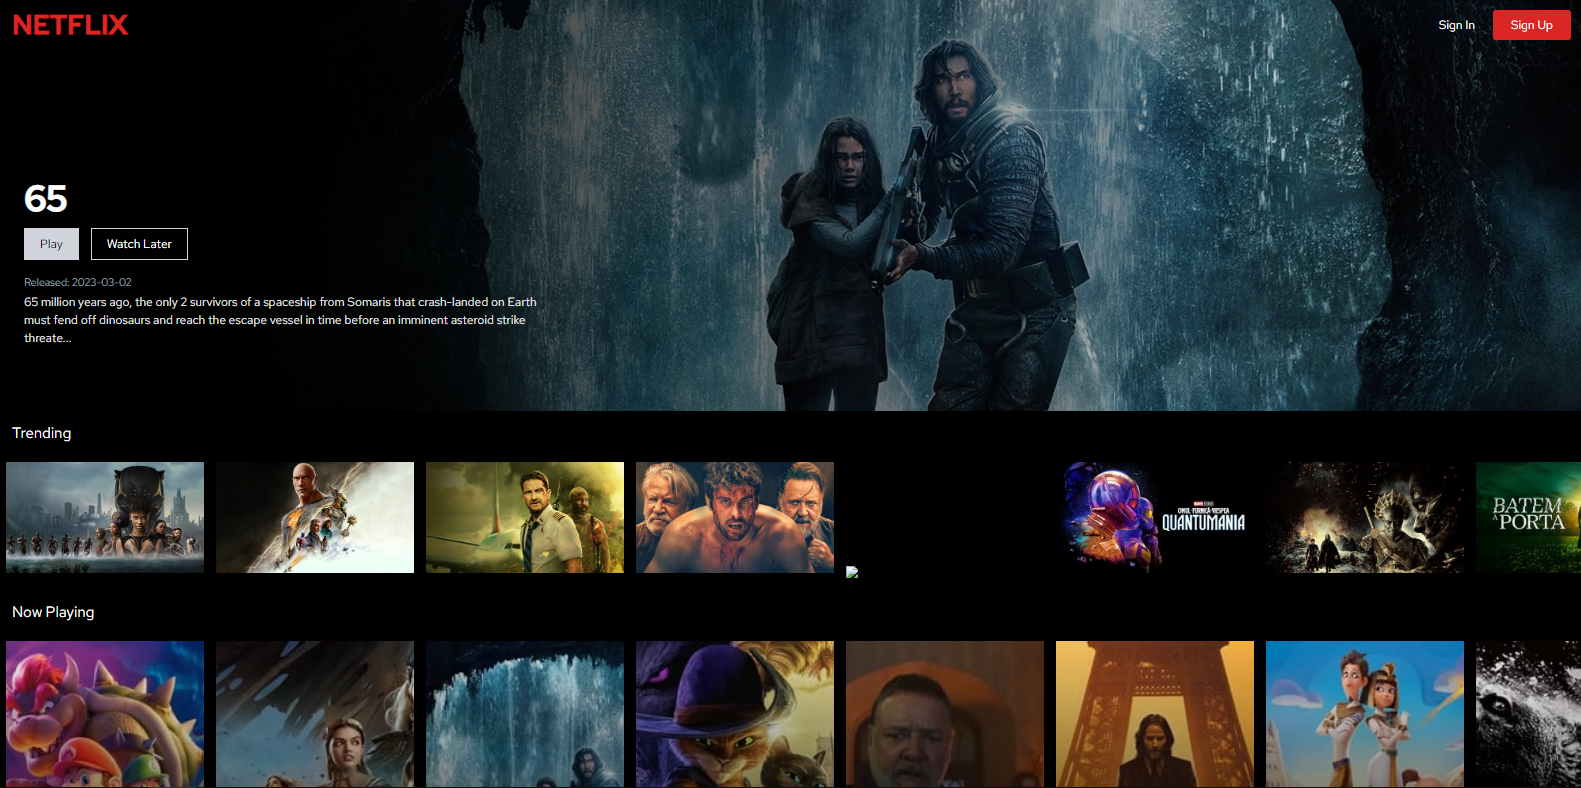 NETFLIX
Sign In
Sign Up
65
Play
Watch Later
Released: 2023-03-02
65 million years ago, the only 2 survivors of a spaceship from Somaris that crash-landed on Earth
must fend off dinosaurs and reach the escape vessel in time before an imminent asteroid strike
threate...
Trending
OMUL-FURNICĂ ȘI VIESPEA
QUANTUMANIA
BATEM
A
PORTA
Now Playing